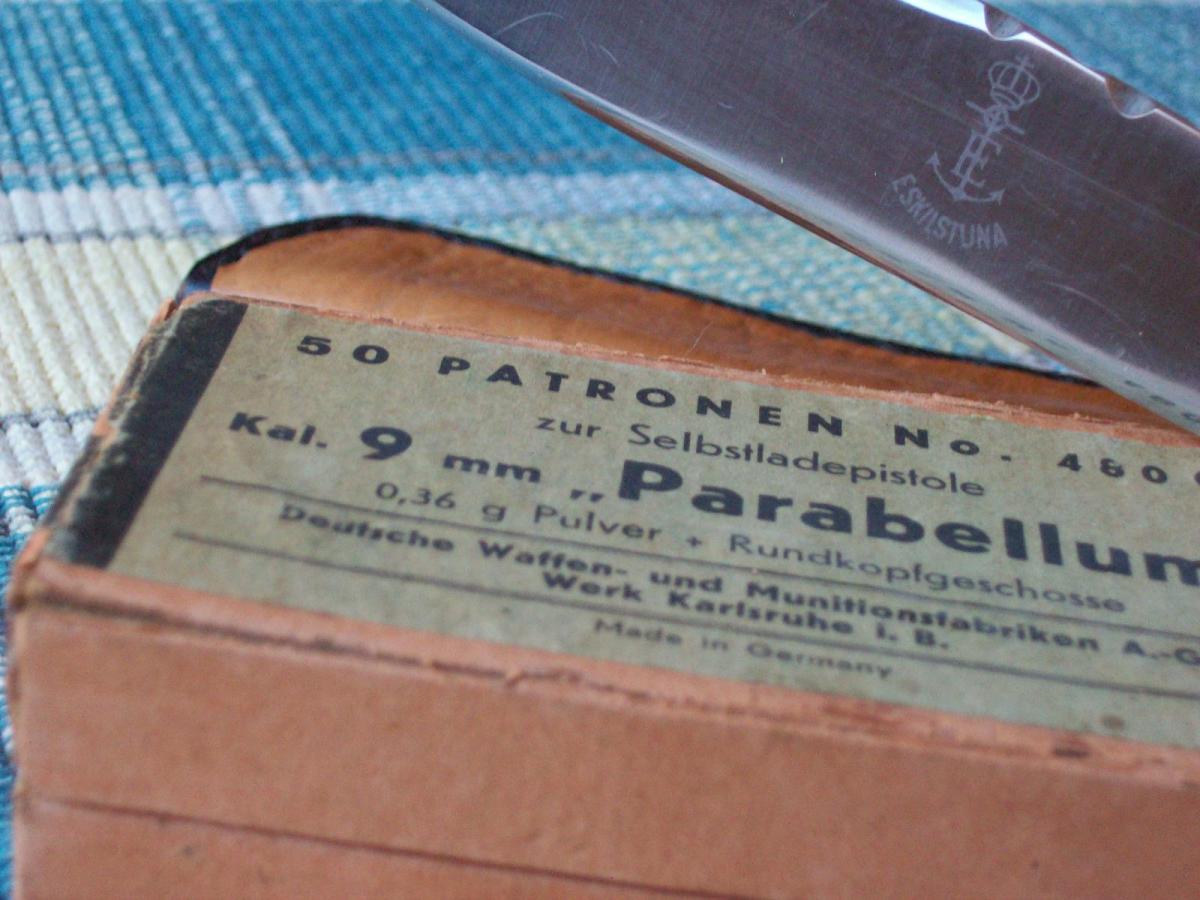 EE
ESKILSTUNA
50 PATRONEN No. 480
zur Selbstladepistole
Kal. 9 mm „Parabellum
0,36 g Pulver + Rundkopfgeschosse
Deutsche Waffen- und Munitionsfabriken A.-G
Werk Karlsruhe i. B.
Made in Germany